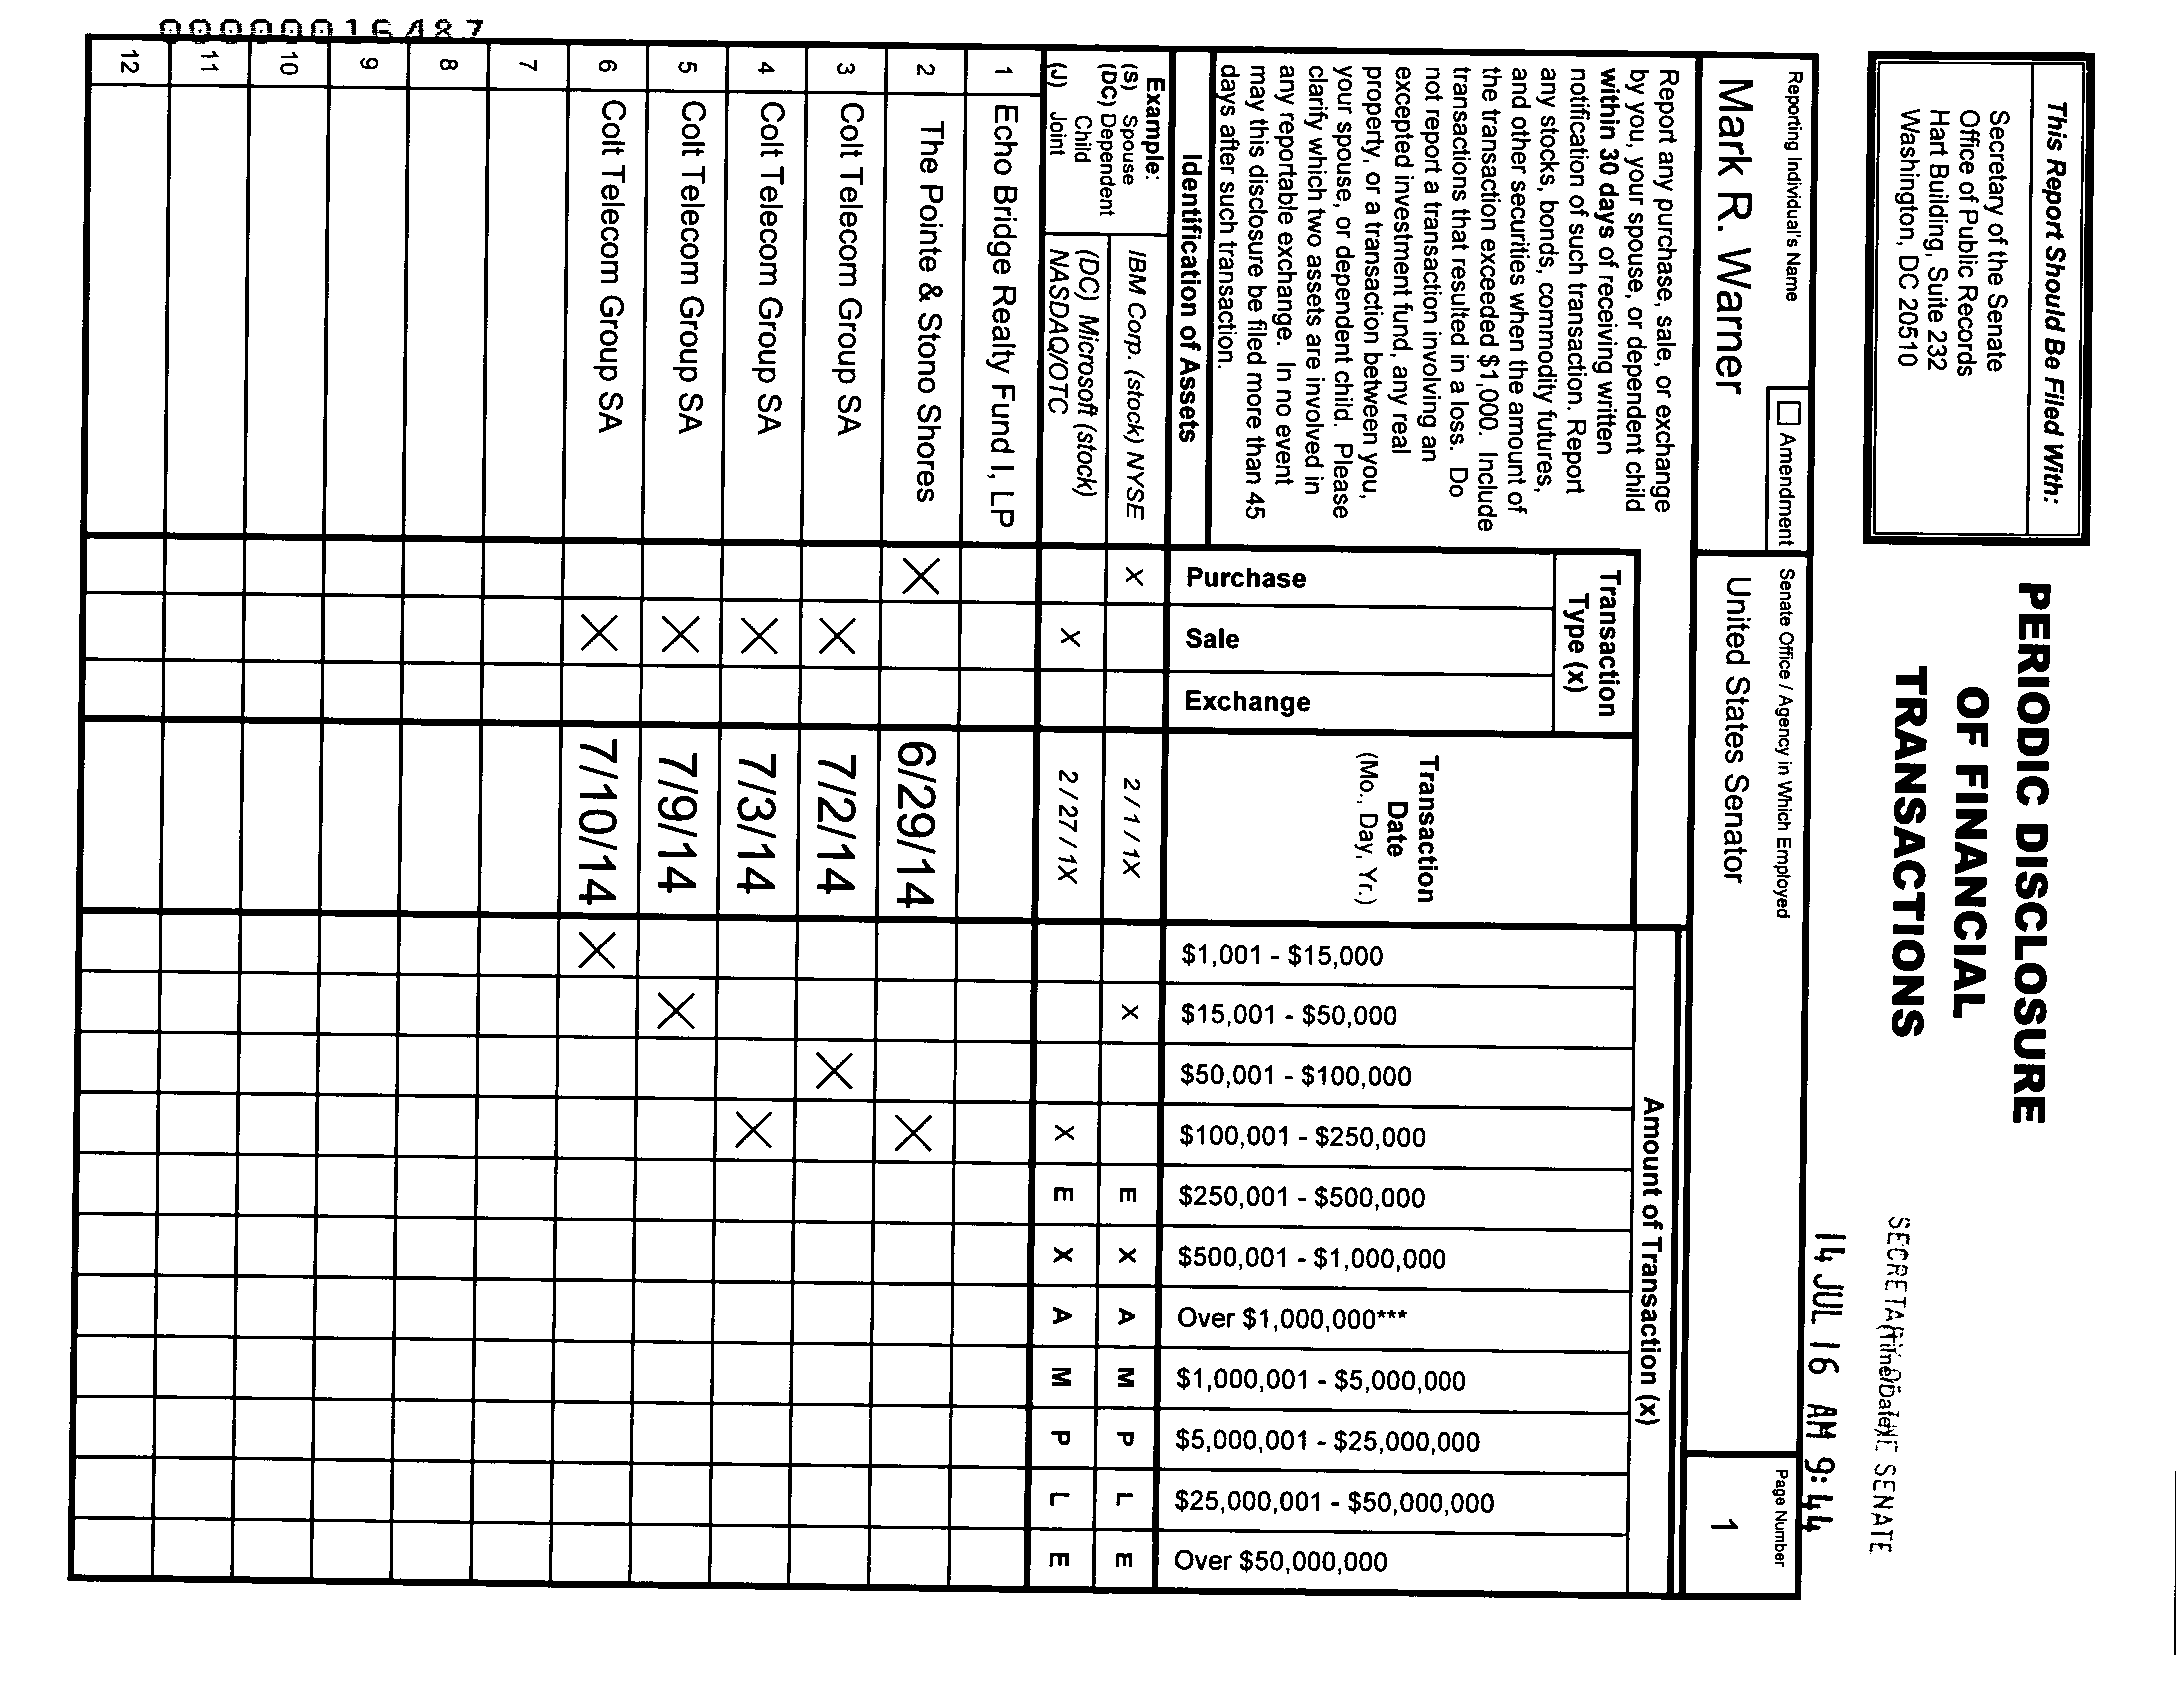 This Report Should Be Filed With:
Secretary of the Senate
Office of Public Records
Hart Building, Suite 232
Washington, DC 20510
PERIODIC DISCLOSURE
OF FINANCIAL
TRANSACTIONS
14 JUL 16 AM 9:44
Reporting Individual's Name
Mark R. Warner
Amendment
Senate Office / Agency in Which Employed
United States Senator
Page Number
1
Report any purchase, sale, or exchange
by you, your spouse, or dependent child
within 30 days of receiving written
notification of such transaction. Report
any stocks, bonds, commodity futures,
and other securities when the amount of
the transaction exceeded $1,000. Include
transactions that resulted in a loss. Do
not report a transaction involving an
excepted investment fund, any real
property, or a transaction between you,
your spouse, or dependent child. Please
clarify which two assets are involved in
any reportable exchange. In no event
may this disclosure be filed more than 45
days after such transaction.
Identification of Assets
Transaction
Type (x)
Purchase
Sale
Exchange
Transaction
Date
(Mo., Day, Yr.)
Amount of Transaction (x)
$1,001 - $15,000
$15,001 - $50,000
$50,001 - $100,000
$100,001 - $250,000
$250,001 - $500,000
$500,001 - $1,000,000
Over $1,000,000***
$1,000,001 - $5,000,000
$5,000,001 - $25,000,000
$25,000,001 - $50,000,000
Over $50,000,000
Example:
(S) Spouse
(DC) Dependent
Child
(J) Joint
IBM Corp. (stock) NYSE X 2 / 1 / 1X X E X A M P L E
(DC) Microsoft (stock)
NASDAQ/OTC X 2 / 27 / 1X X E X A M P L E
1 Echo Bridge Realty Fund I, LP
2 The Pointe & Stono Shores X 6/29/14 X
3 Colt Telecom Group SA X 7/2/14 X
4 Colt Telecom Group SA X 7/3/14 X
5 Colt Telecom Group SA X 7/9/14 X
6 Colt Telecom Group SA X 7/10/14 X
7
8
9
10
11
12